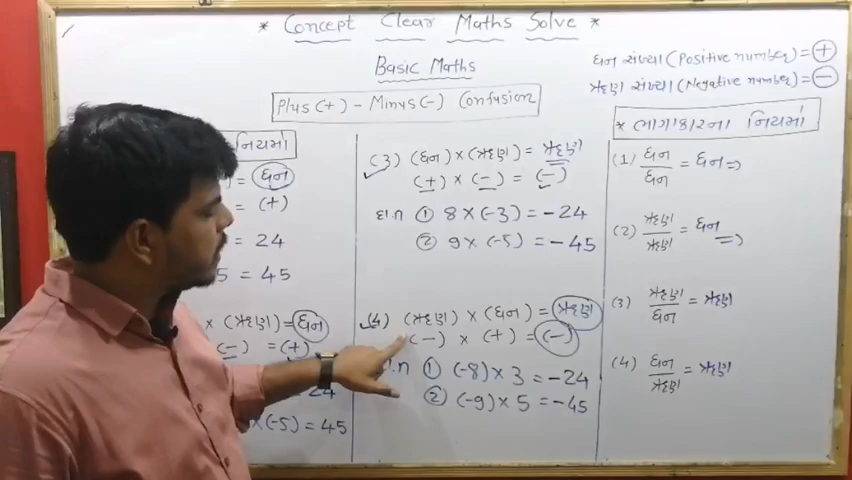 * Concept Clear Maths Solve *
Basic Maths
Plus (+) - Minus (-) Confusion
ધન સંખ્યા (Positive number) = +
ઋણ સંખ્યા (Negative number) = -
નિયમો
= ધન
= (+)
= 24
5 = 45
× (ઋણ) = ધન
(-) = (+)
= 24
×(-5) = 45
(3) (ધન) × (ઋણ) = ઋણ
(+) × (-) = (-)
દા.ત ① 8 × (-3) = -24
② 9 × (-5) = -45
(4) (ઋણ) × (ધન) = ઋણ
(-) × (+) = (-)
દા.ત ① (-8) × 3 = -24
② (-9) × 5 = -45
* ભાગાકારના નિયમો
(1) ધન/ધન = ધન =>
(2) ઋણ/ઋણ = ધન =>
(3) ઋણ/ધન = ઋણ
(4) ધન/ઋણ = ઋણ